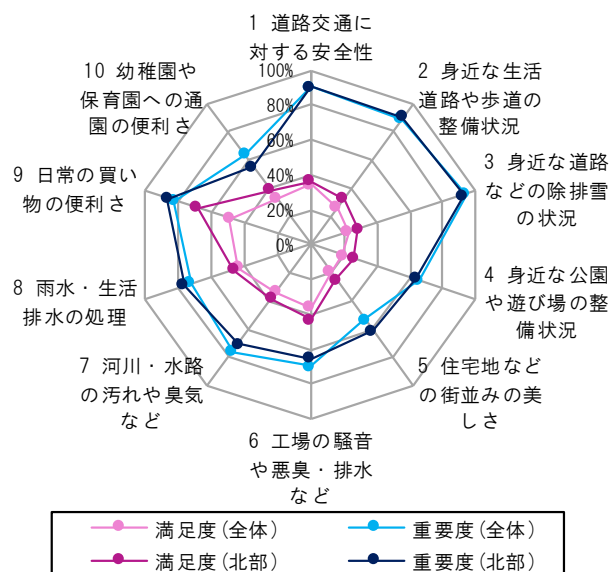 1 道路交通に
対する安全性
2 身近な生活
道路や歩道の
整備状況
3 身近な道路
などの除排雪
の状況
4 身近な公園
や遊び場の整
備状況
5 住宅地など
の街並みの美
しさ
6 工場の騒音
や悪臭・排水
など
7 河川・水路
の汚れや臭気
など
8 雨水・生活
排水の処理
9 日常の買い
物の便利さ
10 幼稚園や
保育園への通
園の便利さ
100%
80%
60%
40%
20%
0%
満足度(全体)
重要度(全体)
満足度(北部)
重要度(北部)